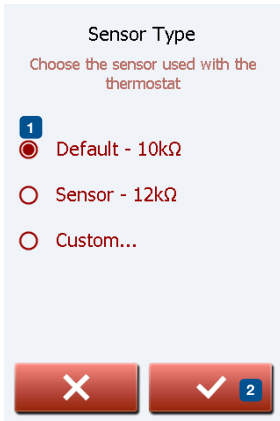 Sensor Type
Choose the sensor used with the
thermostat
1
Default - 10kΩ
Sensor - 12kΩ
Custom...
2